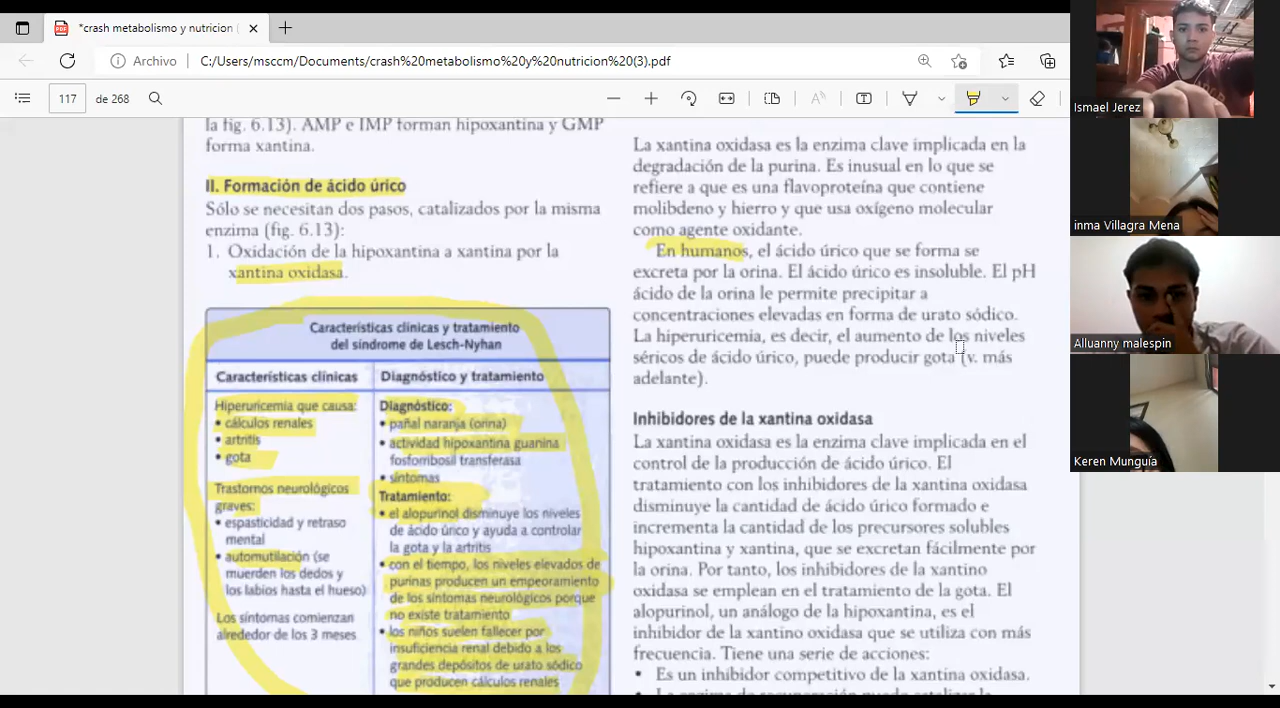 *crash metabolismo y nutricion (
Archivo
C:/Users/msccm/Documents/crash%20metabolismo%20y%20nutricion%20(3).pdf
117
de 268
la fig. 6.13). AMP e IMP forman hipoxantina y GMP
forma xantina.
II. Formación de ácido úrico
Sólo se necesitan dos pasos, catalizados por la misma
enzima (fig. 6.13):
1. Oxidación de la hipoxantina a xantina por la
xantina oxidasa.
Características clínicas y tratamiento
del síndrome de Lesch-Nyhan
Características clínicas
Hiperuricemia que causa:
• cálculos renales
• artritis
• gota
Trastornos neurológicos
graves:
• espasticidad y retraso
mental
• automutilación (se
muerden los dedos y
los labios hasta el hueso)
Los síntomas comienzan
alrededor de los 3 meses
Diagnóstico y tratamiento
Diagnóstico:
• pañal naranja (orina)
• actividad hipoxantina guanina
fosfombosil transferasa
• síntomas
Tratamiento:
• el alopurinol disminuye los niveles
de ácido úrico y ayuda a controlar
la gota y la artritis
• con el tiempo, los niveles elevados de
purinas producen un empeoramiento
de los síntomas neurológicos porque
no existe tratamiento
• los niños suelen fallecer por
insuficiencia renal debido a los
grandes depósitos de urato sódico
que producen cálculos renales
La xantina oxidasa es la enzima clave implicada en la
degradación de la purina. Es inusual en lo que se
refiere a que es una flavoproteína que contiene
molibdeno y hierro y que usa oxígeno molecular
como agente oxidante.
En humanos, el ácido úrico que se forma se
excreta por la orina. El ácido úrico es insoluble. El pH
ácido de la orina le permite precipitar a
concentraciones elevadas en forma de urato sódico.
La hiperuricemia, es decir, el aumento de los niveles
séricos de ácido úrico, puede producir gota (v. más
adelante).
Inhibidores de la xantina oxidasa
La xantina oxidasa es la enzima clave implicada en el
control de la producción de ácido úrico. El
tratamiento con los inhibidores de la xantina oxidasa
disminuye la cantidad de ácido úrico formado e
incrementa la cantidad de los precursores solubles
hipoxantina y xantina, que se excretan fácilmente por
la orina. Por tanto, los inhibidores de la xantino
oxidasa se emplean en el tratamiento de la gota. El
alopurinol, un análogo de la hipoxantina, es el
inhibidor de la xantino oxidasa que se utiliza con más
frecuencia. Tiene una serie de acciones:
• Es un inhibidor competitivo de la xantina oxidasa.
Ismael Jerez
inma Villagra Mena
Alluanny malespin
Keren Munguía